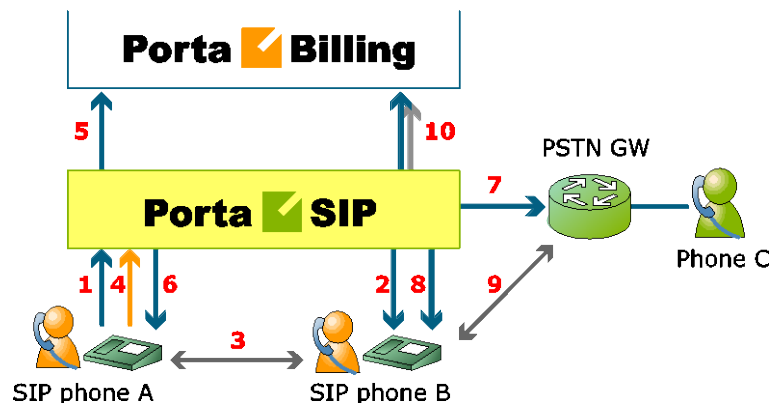 Porta Billing
5
10
PSTN GW
7
Porta SIP
Phone C
1
4
6
2
8
9
3
SIP phone A
SIP phone B